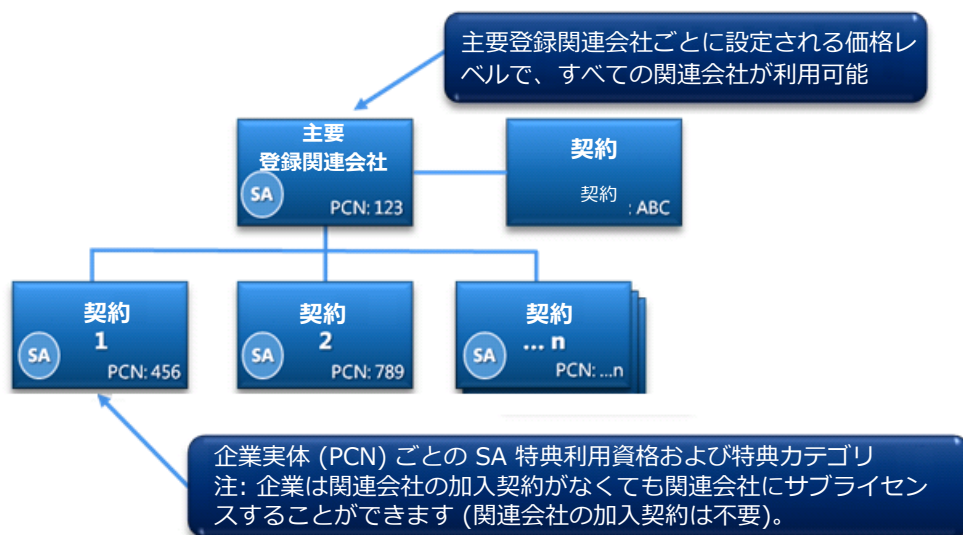 主要登録関連会社ごとに設定される価格レ
ベルで、すべての関連会社が利用可能
主要
登録関連会社
SA
PCN: 123
契約
契約 : ABC
契約
1
SA
PCN: 456
契約
2
SA
PCN: 789
契約
... n
SA
PCN: ...n
企業実体 (PCN) ごとの SA 特典利用資格および特典カテゴリ
注: 企業は関連会社の加入契約がなくても関連会社にサブライセン
スすることができます (関連会社の加入契約は不要)。